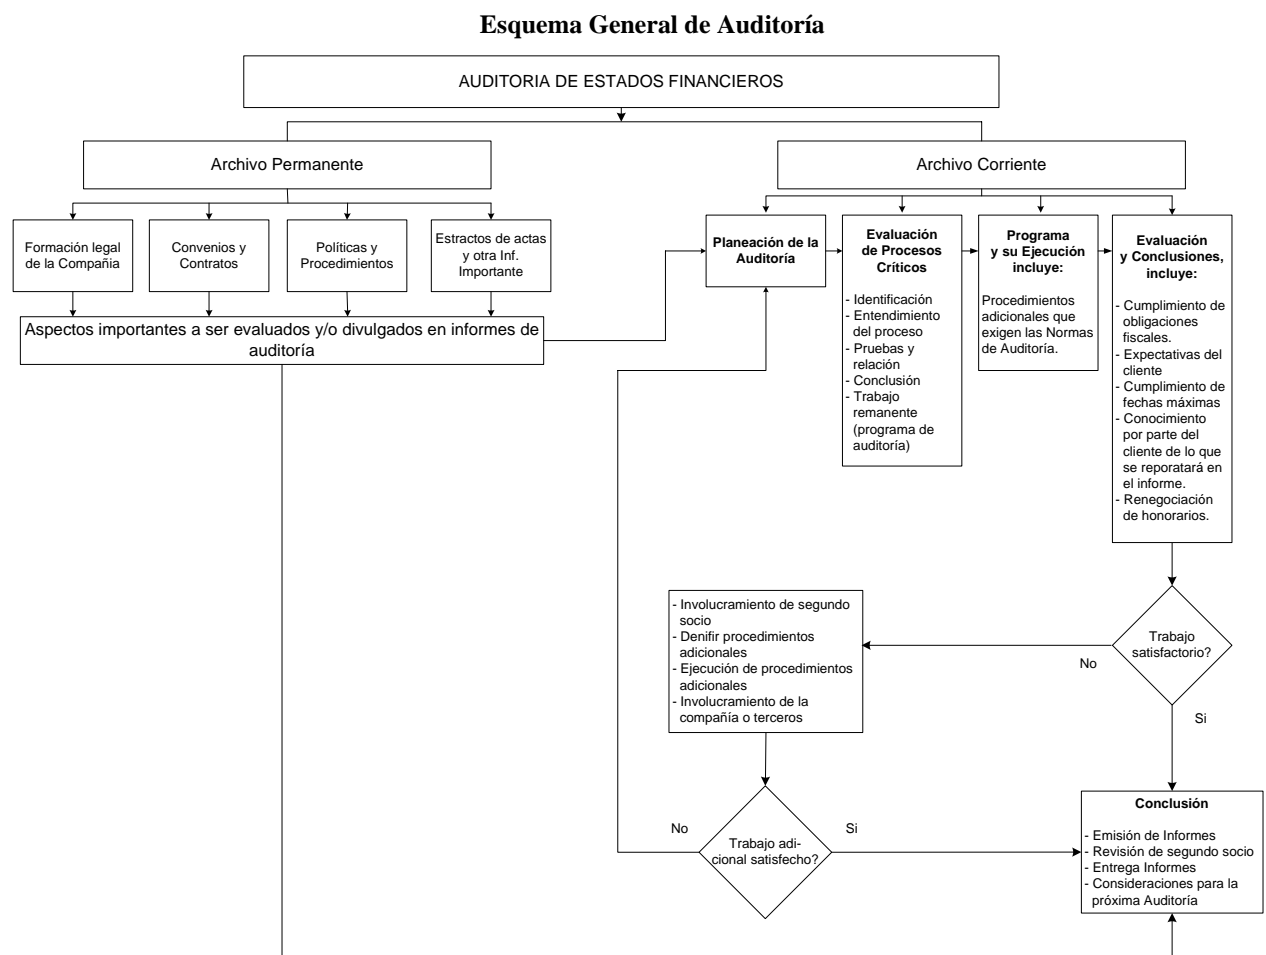 Esquema General de Auditoría
AUDITORIA DE ESTADOS FINANCIEROS
Archivo Permanente
Archivo Corriente
Formación legal
de la Compañia
Convenios y
Contratos
Políticas y
Procedimientos
Estractos de actas
y otra Inf.
Importante
Aspectos importantes a ser evaluados y/o divulgados en informes de
auditoría
Planeación de la
Auditoría
Evaluación
de Procesos
Críticos
- Identificación
- Entendimiento
del proceso
- Pruebas y
relación
- Conclusión
- Trabajo
remanente
(programa de
auditoría)
Programa
y su Ejecución
incluye:
Procedimientos
adicionales que
exigen las Normas
de Auditoría.
Evaluación
y Conclusiones,
incluye:
- Cumplimiento de
obligaciones
fiscales.
- Expectativas del
cliente
- Cumplimiento de
fechas máximas
- Conocimiento
por parte del
cliente de lo que
se reporatará en
el informe.
- Renegociación
de honorarios.
Trabajo
satisfactorio?
No
Si
- Involucramiento de segundo
socio
- Denifir procedimientos
adicionales
- Ejecución de procedimientos
adicionales
- Involucramiento de la
compañía o terceros
Trabajo adi-
cional satisfecho?
No
Si
Conclusión
- Emisión de Informes
- Revisión de segundo socio
- Entrega Informes
- Consideraciones para la
próxima Auditoría